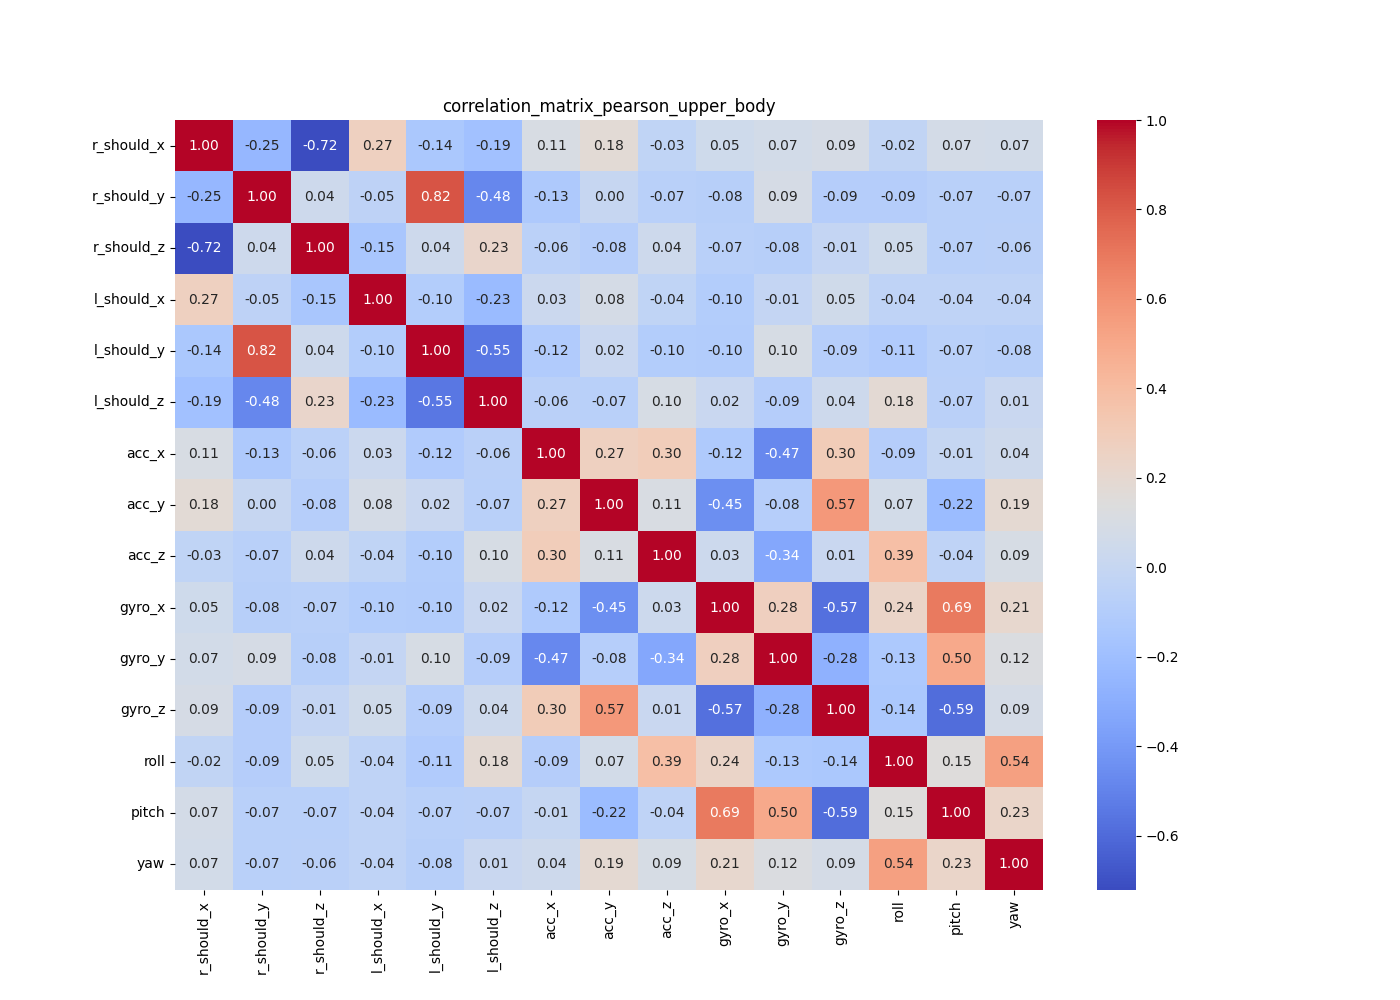 correlation_matrix_pearson_upper_body
r_should_x 1.00 -0.25 -0.72 0.27 -0.14 -0.19 0.11 0.18 -0.03 0.05 0.07 0.09 -0.02 0.07 0.07
r_should_y -0.25 1.00 0.04 -0.05 0.82 -0.48 -0.13 0.00 -0.07 -0.08 0.09 -0.09 -0.09 -0.07 -0.07
r_should_z -0.72 0.04 1.00 -0.15 0.04 0.23 -0.06 -0.08 0.04 -0.07 -0.08 -0.01 0.05 -0.07 -0.06
l_should_x 0.27 -0.05 -0.15 1.00 -0.10 -0.23 0.03 0.08 -0.04 -0.10 -0.01 0.05 -0.04 -0.04 -0.04
l_should_y -0.14 0.82 0.04 -0.10 1.00 -0.55 -0.12 0.02 -0.10 -0.10 0.10 -0.09 -0.11 -0.07 -0.08
l_should_z -0.19 -0.48 0.23 -0.23 -0.55 1.00 -0.06 -0.07 0.10 0.02 -0.09 0.04 0.18 -0.07 0.01
acc_x 0.11 -0.13 -0.06 0.03 -0.12 -0.06 1.00 0.27 0.30 -0.12 -0.47 0.30 -0.09 -0.01 0.04
acc_y 0.18 0.00 -0.08 0.08 0.02 -0.07 0.27 1.00 0.11 -0.45 -0.08 0.57 0.07 -0.22 0.19
acc_z -0.03 -0.07 0.04 -0.04 -0.10 0.10 0.30 0.11 1.00 0.03 -0.34 0.01 0.39 -0.04 0.09
gyro_x 0.05 -0.08 -0.07 -0.10 -0.10 0.02 -0.12 -0.45 0.03 1.00 0.28 -0.57 0.24 0.69 0.21
gyro_y 0.07 0.09 -0.08 -0.01 0.10 -0.09 -0.47 -0.08 -0.34 0.28 1.00 -0.28 -0.13 0.50 0.12
gyro_z 0.09 -0.09 -0.01 0.05 -0.09 0.04 0.30 0.57 0.01 -0.57 -0.28 1.00 -0.14 -0.59 0.09
roll -0.02 -0.09 0.05 -0.04 -0.11 0.18 -0.09 0.07 0.39 0.24 -0.13 -0.14 1.00 0.15 0.54
pitch 0.07 -0.07 -0.07 -0.04 -0.07 -0.07 -0.01 -0.22 -0.04 0.69 0.50 -0.59 0.15 1.00 0.23
yaw 0.07 -0.07 -0.06 -0.04 -0.08 0.01 0.04 0.19 0.09 0.21 0.12 0.09 0.54 0.23 1.00
r_should_x r_should_y r_should_z l_should_x l_should_y l_should_z acc_x acc_y acc_z gyro_x gyro_y gyro_z roll pitch yaw
1.0
0.8
0.6
0.4
0.2
0.0
−0.2
−0.4
−0.6